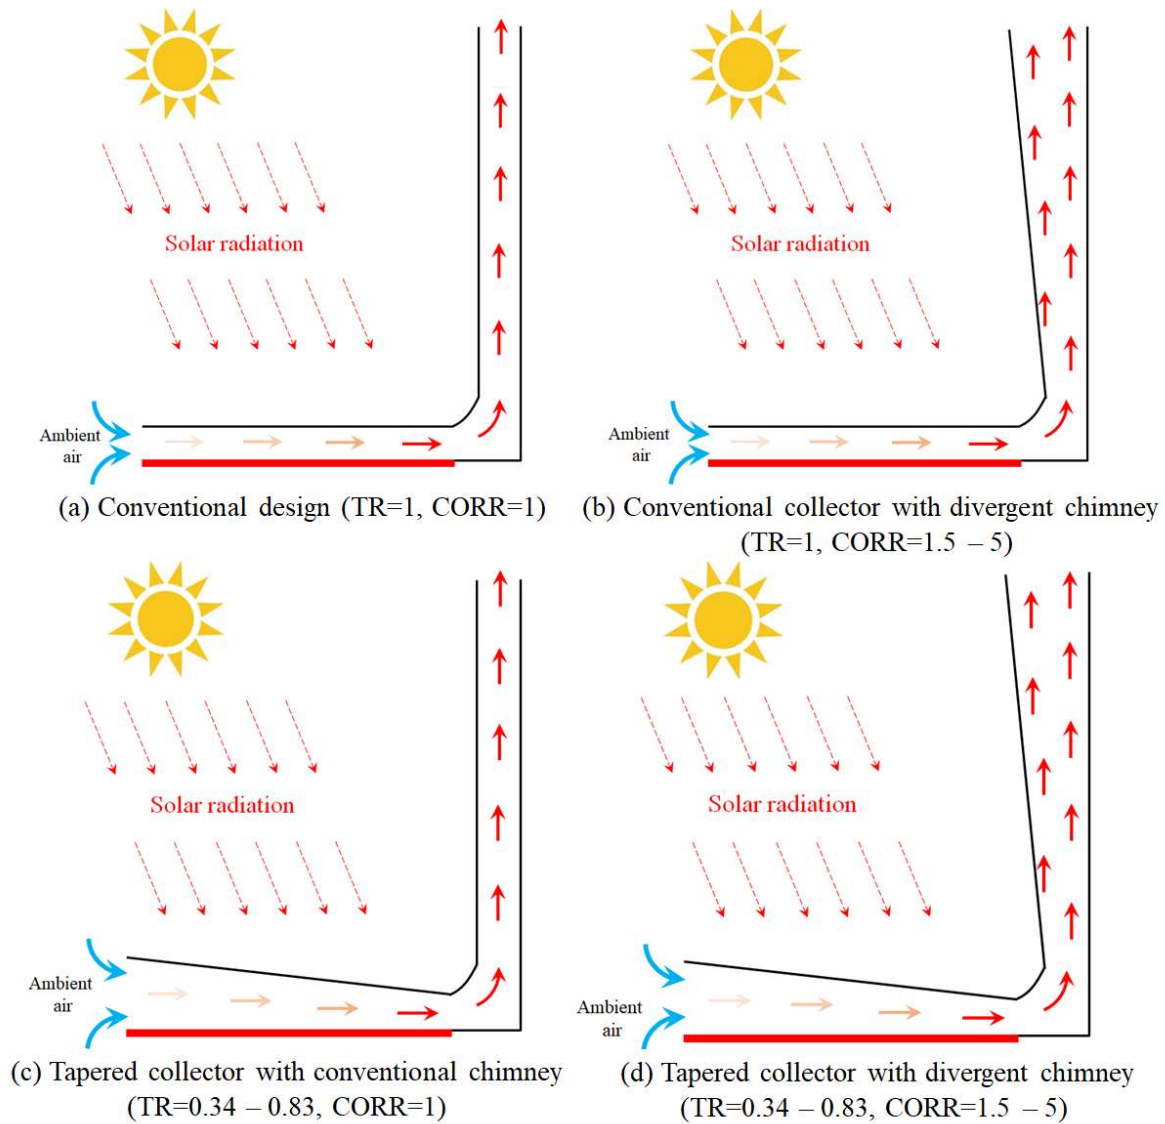 Solar radiation
Ambient
air
(a) Conventional design (TR=1, CORR=1)
Solar radiation
Ambient
air
(b) Conventional collector with divergent chimney
(TR=1, CORR=1.5 – 5)
Solar radiation
Ambient
air
(c) Tapered collector with conventional chimney
(TR=0.34 – 0.83, CORR=1)
Solar radiation
Ambient
air
(d) Tapered collector with divergent chimney
(TR=0.34 – 0.83, CORR=1.5 – 5)